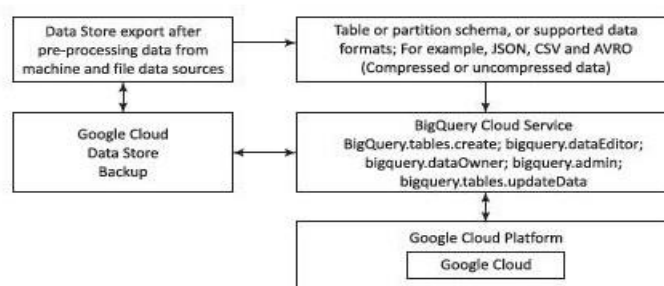 Data Store export after
pre-processing data from
machine and file data sources
Table or partition schema, or supported data
formats; For example, JSON, CSV and AVRO
(Compressed or uncompressed data)
Google Cloud
Data Store
Backup
BigQuery Cloud Service
BigQuery.tables.create; bigquery.dataEditor;
bigquery.dataOwner; bigquery.admin;
bigquery.tables.updateData
Google Cloud Platform
Google Cloud